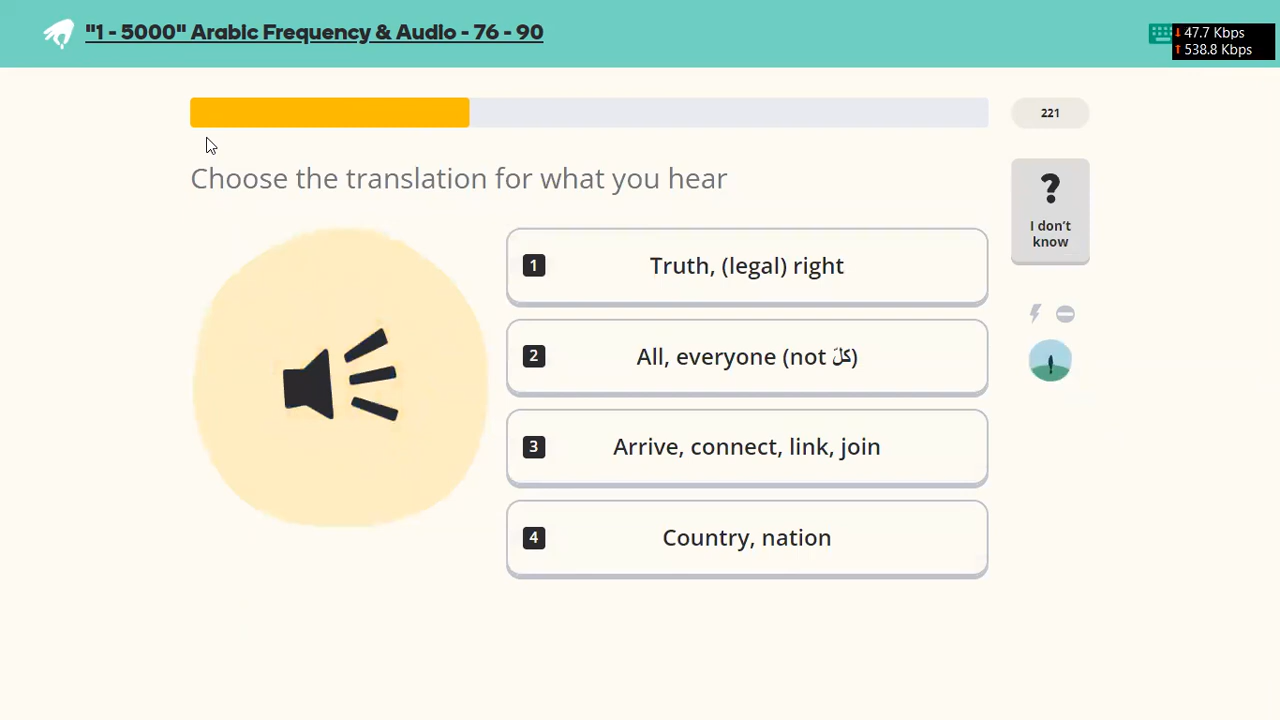 "1 - 5000" Arabic Frequency & Audio - 76 - 90
47.7 Kbps
538.8 Kbps
221
Choose the translation for what you hear
?
I don't
know
1 Truth, (legal) right
2 All, everyone (not كلّ)
3 Arrive, connect, link, join
4 Country, nation